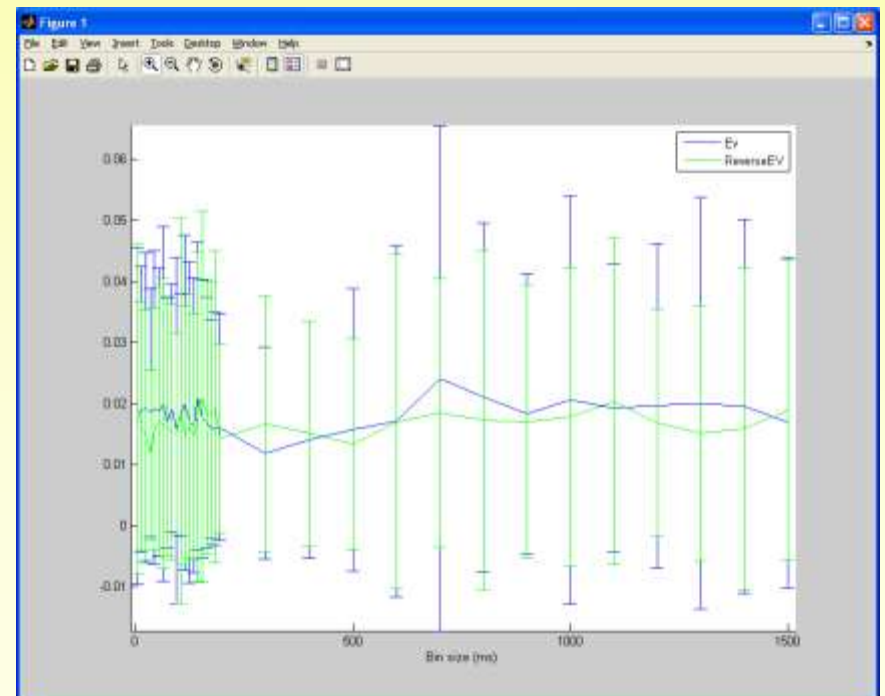 Figure 1
File Edit View Insert Tools Desktop Window Help
Ev
ReverseEV
0.06
0.05
0.04
0.03
0.02
0.01
0
-0.01
0 500 1000 1500
Bin size (ms)